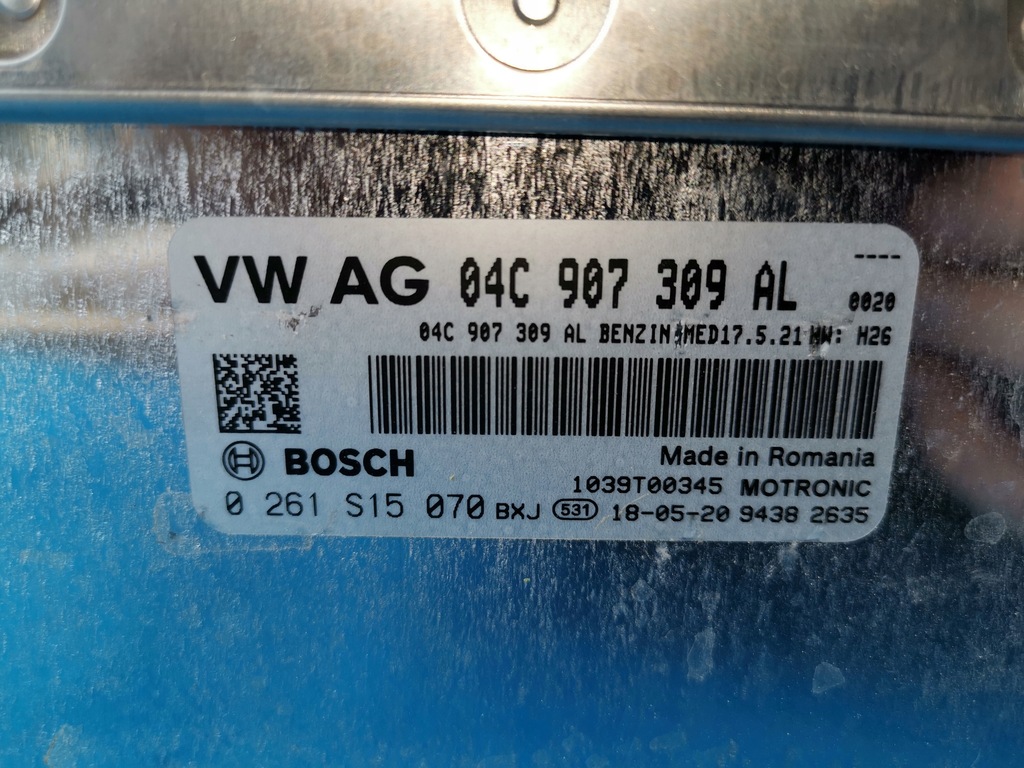 VW AG 04C 907 309 AL ----
0020
04C 907 309 AL BENZIN MED17.5.21 HW: H26
BOSCH
Made in Romania
1039T00345 MOTRONIC
0 261 S15 070 BXJ 531 18-05-20 9438 2635